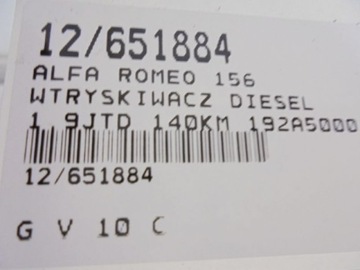 12/651884
ALFA ROMEO 156
WTRYSKIWACZ DIESEL
1.9JTD 140KM 192A5000
12/651884
G V 10 C